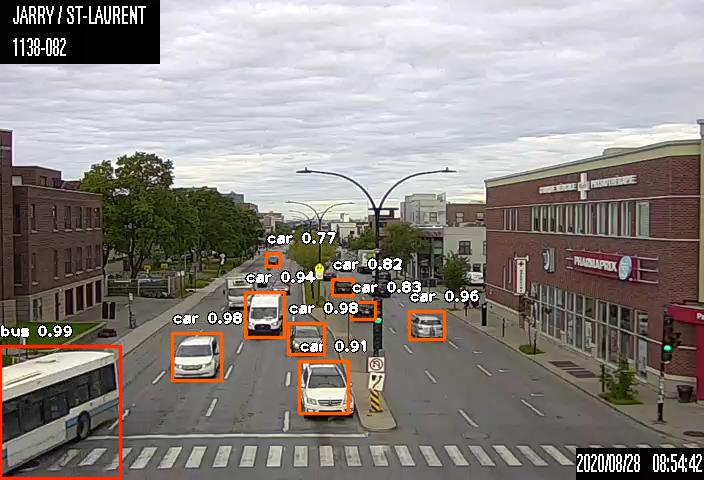 JARRY / ST-LAURENT
1138-082
car 0.77
car 0.94
car 0.82
car 0.83
car 0.98
car 0.96
car 0.98
car 0.91
bus 0.99
PHARMAPRIX
2020/08/28 08:54:42